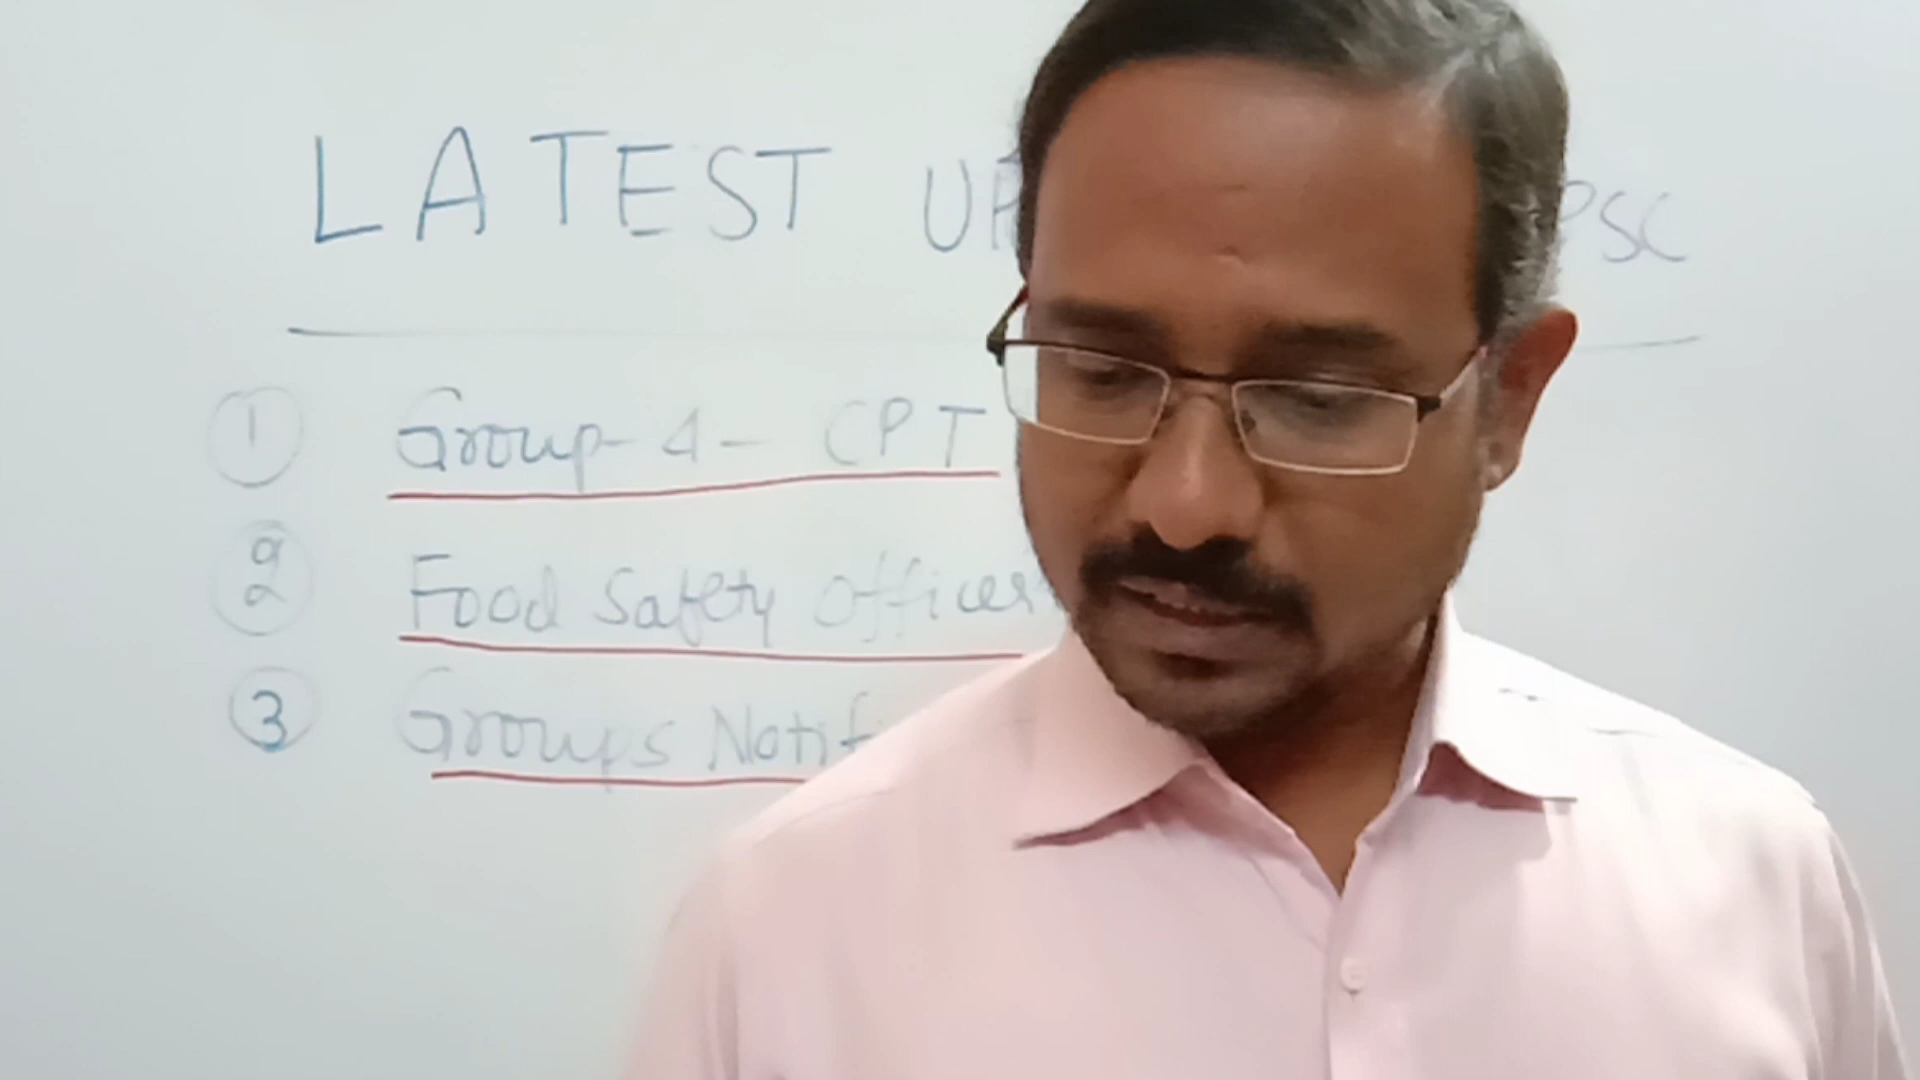 LATEST UP PSC
1 Group-4- CPT
2 Food Safety Officer
3 Groups Notif